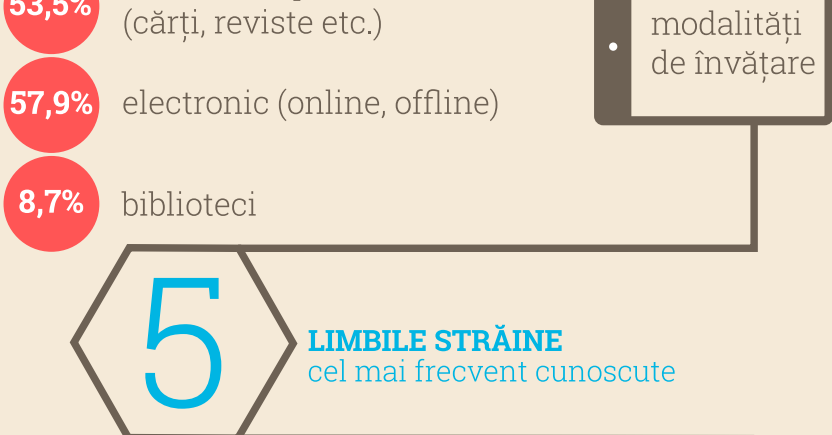 53,5%
(cărți, reviste etc.)
modalități
de învățare
57,9% electronic (online, offline)
8,7% biblioteci
5
LIMBILE STRĂINE
cel mai frecvent cunoscute